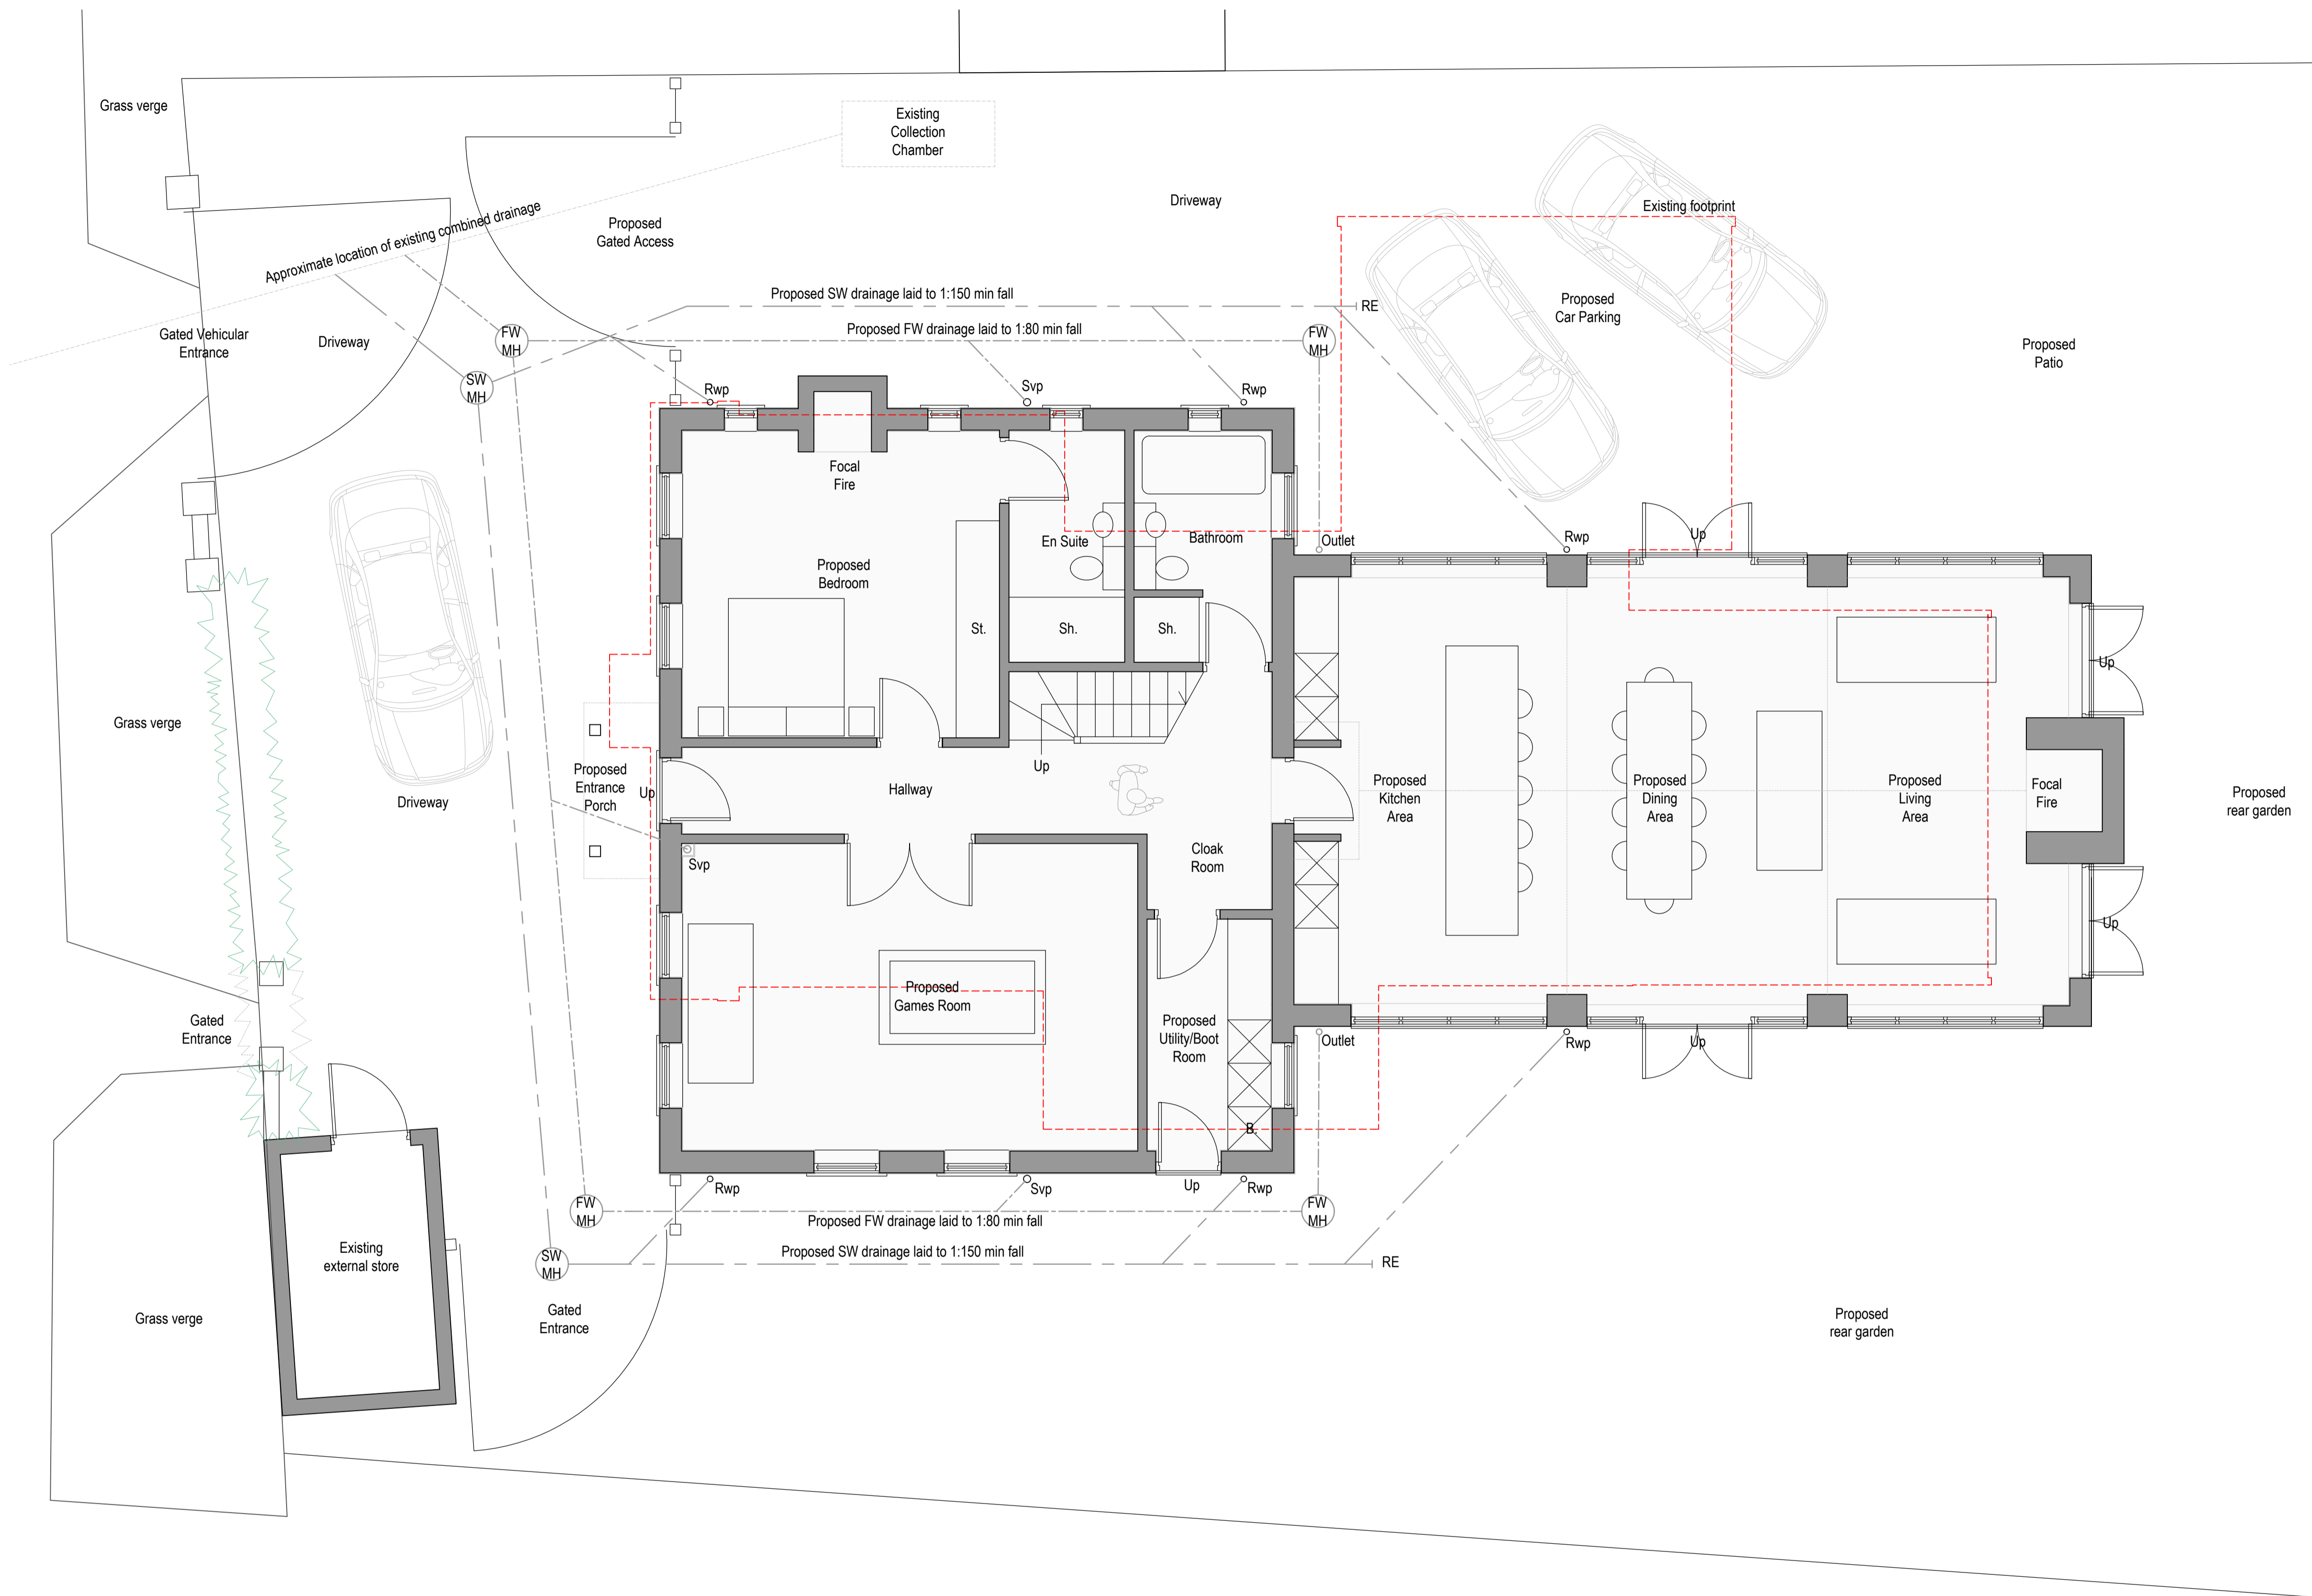 Grass verge
Existing
Collection
Chamber
Driveway
Existing footprint
Approximate location of existing combined drainage
Proposed
Gated Access
Proposed SW drainage laid to 1:150 min fall
RE
Proposed
Car Parking
Gated Vehicular
Entrance
Driveway
FW
MH
Proposed FW drainage laid to 1:80 min fall
FW
MH
Proposed
Patio
SW
MH
Rwp
Svp
Rwp
Focal
Fire
En Suite
Bathroom
Outlet
Rwp
Up
Proposed
Bedroom
St.
Sh.
Sh.
Up
Grass verge
Driveway
Proposed
Entrance
Porch
Up
Hallway
Up
Proposed
Kitchen
Area
Proposed
Dining
Area
Proposed
Living
Area
Focal
Fire
Proposed
rear garden
Svp
Cloak
Room
Up
Proposed
Games Room
Gated
Entrance
Proposed
Utility/Boot
Room
Outlet
Rwp
Up
B.
Rwp
Svp
Up
Rwp
FW
MH
Proposed FW drainage laid to 1:80 min fall
FW
MH
SW
MH
Proposed SW drainage laid to 1:150 min fall
RE
Existing
external store
Grass verge
Gated
Entrance
Proposed
rear garden